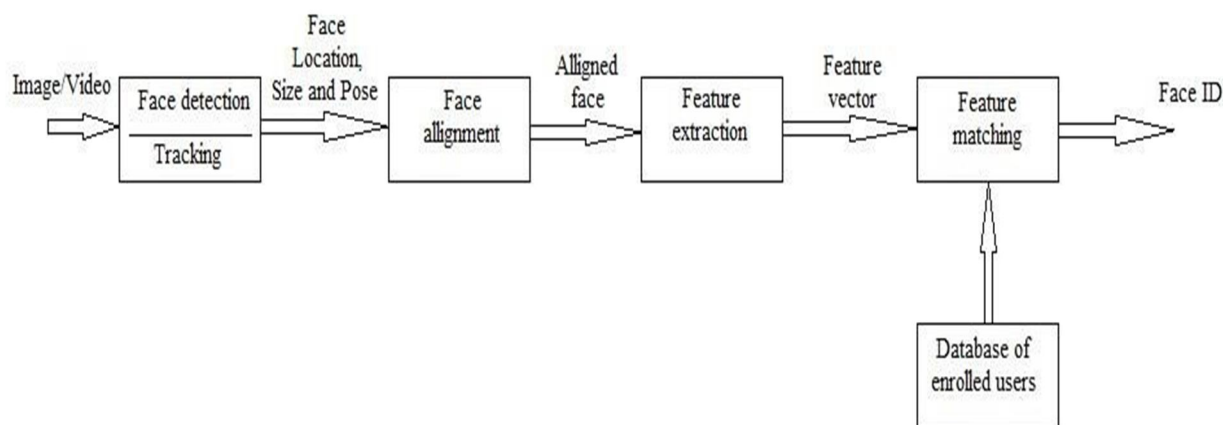 Image/Video
Face detection
Tracking
Face
Location,
Size and Pose
Face
allignment
Alligned
face
Feature
extraction
Feature
vector
Feature
matching
Face ID
Database of
enrolled users